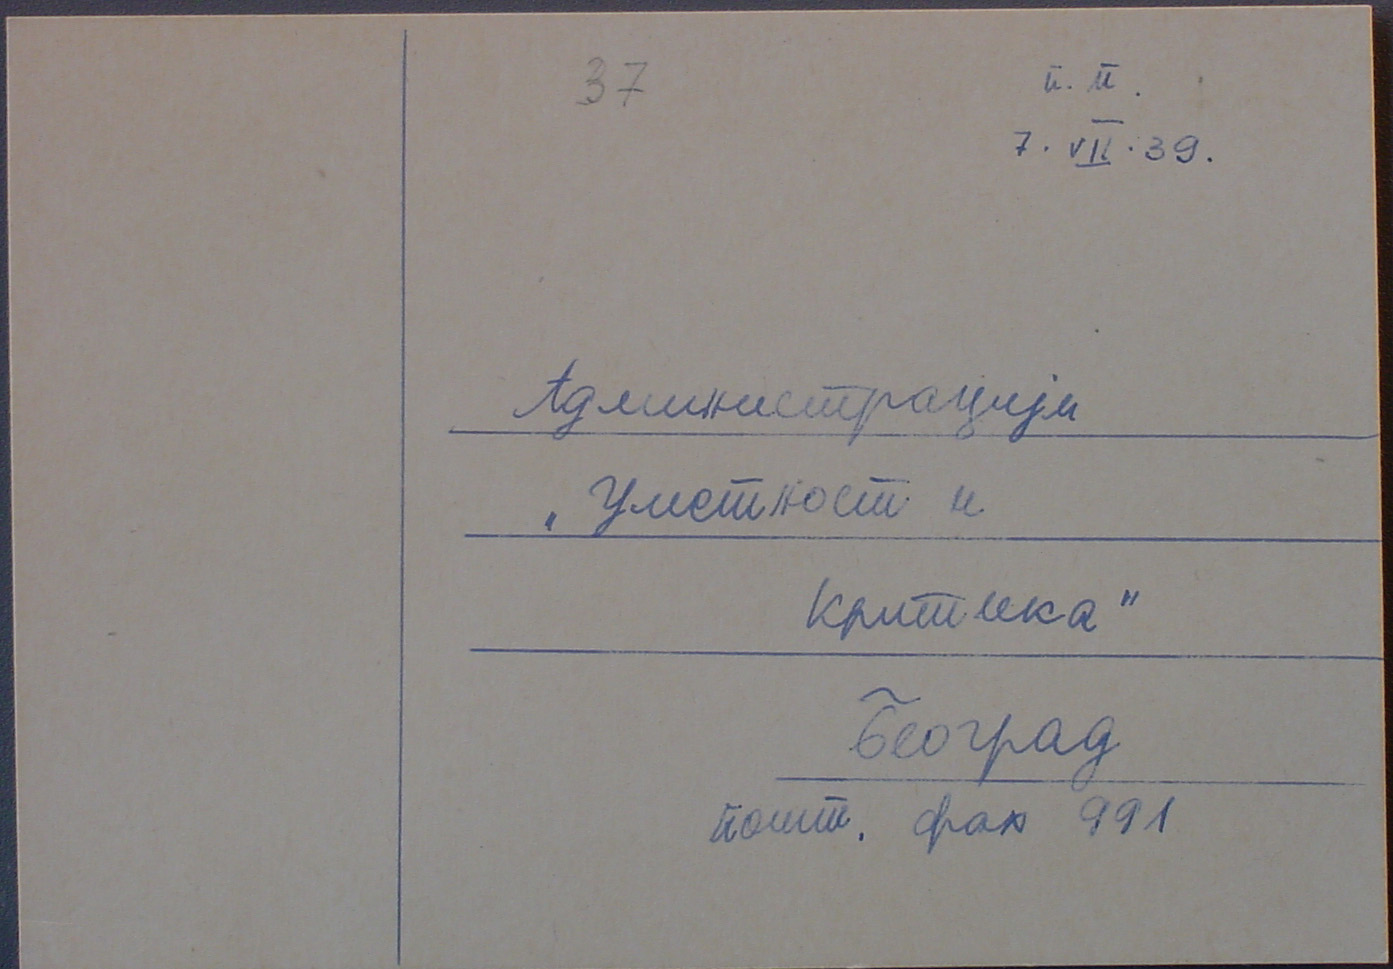 37
п. п.
7. VII. 39.
Администрацији
„Уметност и
Критика"
Београд
пошт. фах 991